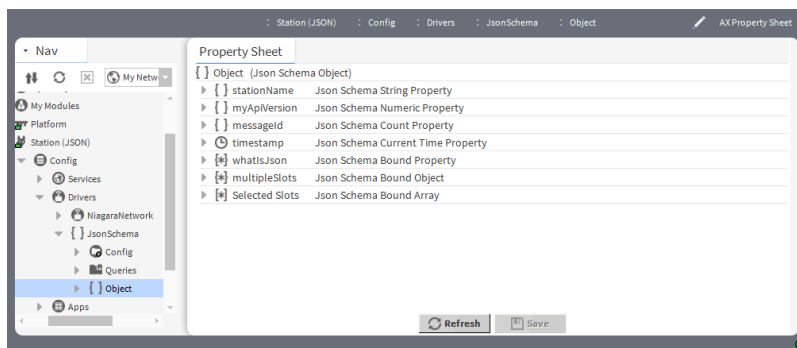 : Station (JSON) : Config : Drivers : JsonSchema : Object AX Property Sheet
Nav
My Netw
My Modules
Platform
Station (JSON)
Config
Services
Drivers
NiagaraNetwork
{ } JsonSchema
Config
Queries
{ } Object
Apps
Property Sheet
{ } Object (Json Schema Object)
{ } stationName Json Schema String Property
{ } myApiVersion Json Schema Numeric Property
{ } messageId Json Schema Count Property
timestamp Json Schema Current Time Property
{*} whatIsJson Json Schema Bound Property
{*} multipleSlots Json Schema Bound Object
[*] Selected Slots Json Schema Bound Array
Refresh Save